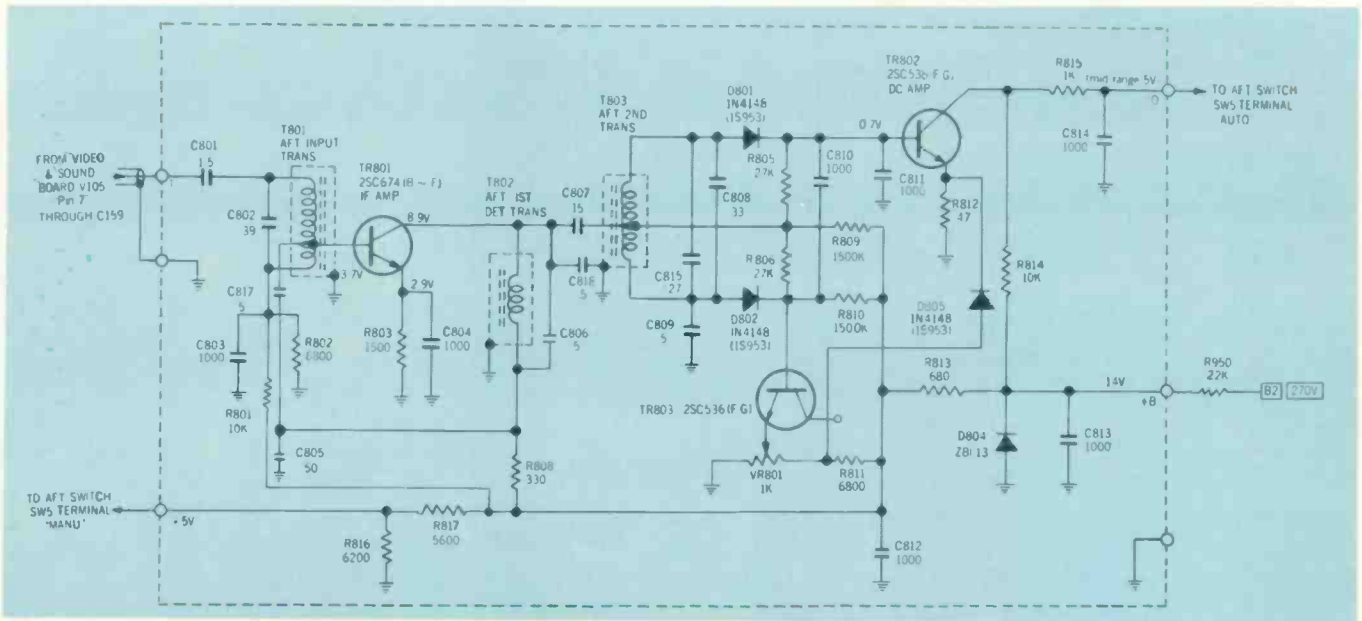 FROM VIDEO
& SOUND
BOARD V105
Pin 7
THROUGH C159
C801
1.5
C802
39
T801
AFT INPUT
TRANS
TR801
2SC674 (B ~ F)
IF AMP
8.9V
3.7V
2.9V
C817
5
C803
1000
R802
6800
R801
10K
C805
50
R803
1500
C804
1000
T802
AFT IST
DET TRANS
C807
15
C818
5
C806
5
R808
330
T803
AFT 2ND
TRANS
C815
27
C808
33
C809
5
D801
1N4148
(1S953)
R805
27K
R806
27K
D802
1N4148
(1S953)
C810
1000
0.7V
C811
1000
R809
1500K
R810
1500K
TR802
2SC536 (F G)
DC AMP
R812
47
D805
1N4148
(1S953)
R815
1K
(mid range 5V)
C814
1000
TO AFT SWITCH
SW5 TERMINAL
AUTO
R814
10K
R813
680
14V
+B
R950
22K
B2
270V
TR803 2SC536 (F G)
VR801
1K
R811
6800
D804
ZB1 13
C813
1000
C812
1000
TO AFT SWITCH
SW5 TERMINAL
"MANU"
+5V
R816
6200
R817
5600